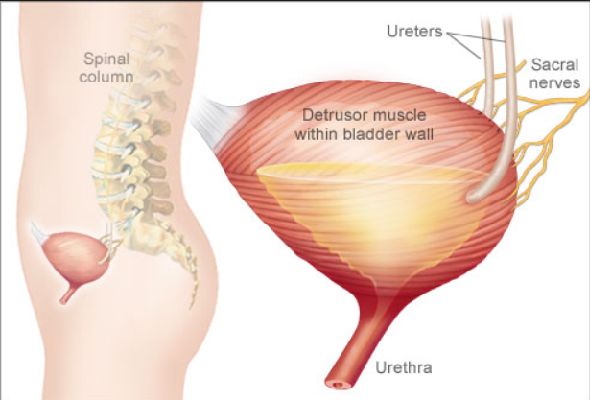 Spinal
column
Ureters
Sacral
nerves
Detrusor muscle
within bladder wall
Urethra